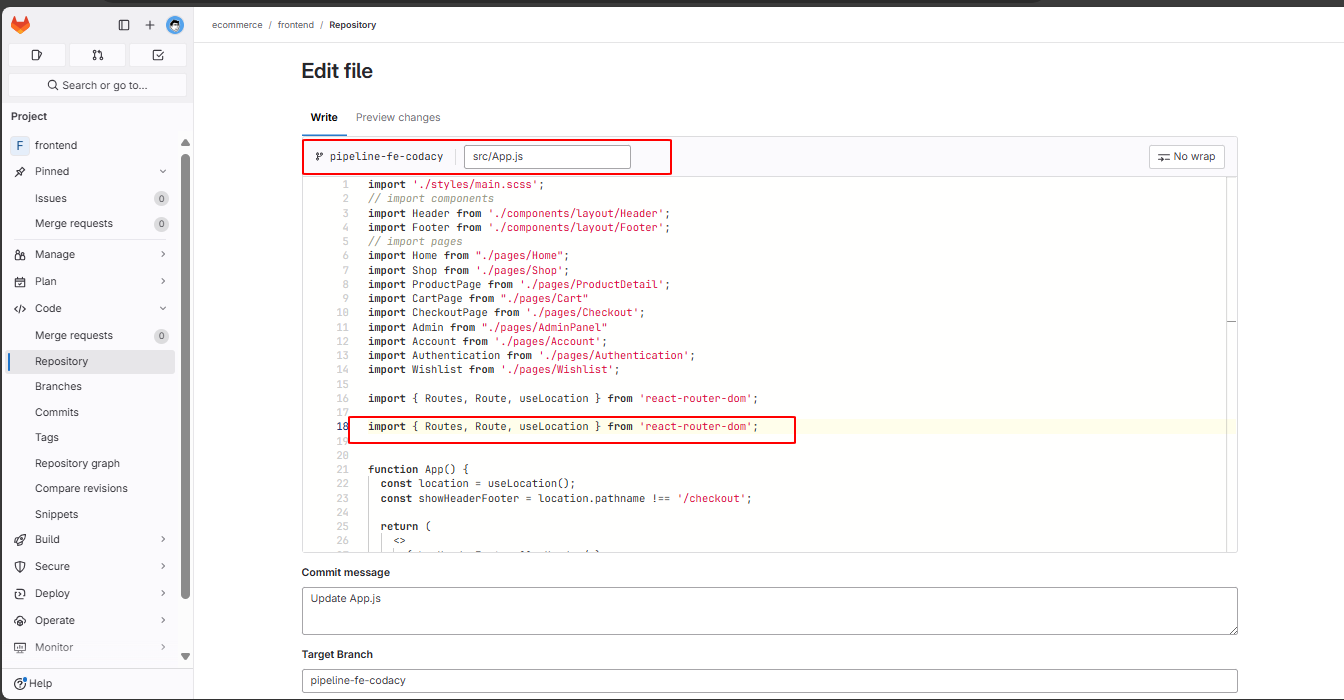 ecommerce / frontend / Repository
Search or go to...
Project
F frontend
Pinned
Issues 0
Merge requests 0
Manage
Plan
Code
Merge requests 0
Repository
Branches
Commits
Tags
Repository graph
Compare revisions
Snippets
Build
Secure
Deploy
Operate
Monitor
Help
Edit file
Write Preview changes
pipeline-fe-codacy src/App.js No wrap
1 import './styles/main.scss';
2 // import components
3 import Header from './components/layout/Header';
4 import Footer from './components/layout/Footer';
5 // import pages
6 import Home from "./pages/Home";
7 import Shop from './pages/Shop';
8 import ProductPage from './pages/ProductDetail';
9 import CartPage from "./pages/Cart"
10 import CheckoutPage from './pages/Checkout';
11 import Admin from "./pages/AdminPanel"
12 import Account from './pages/Account';
13 import Authentication from './pages/Authentication';
14 import Wishlist from './pages/Wishlist';
15
16 import { Routes, Route, useLocation } from 'react-router-dom';
17
18 import { Routes, Route, useLocation } from 'react-router-dom';
19
20
21 function App() {
22 const location = useLocation();
23 const showHeaderFooter = location.pathname !== '/checkout';
24
25 return (
26 <>
Commit message
Update App.js
Target Branch
pipeline-fe-codacy